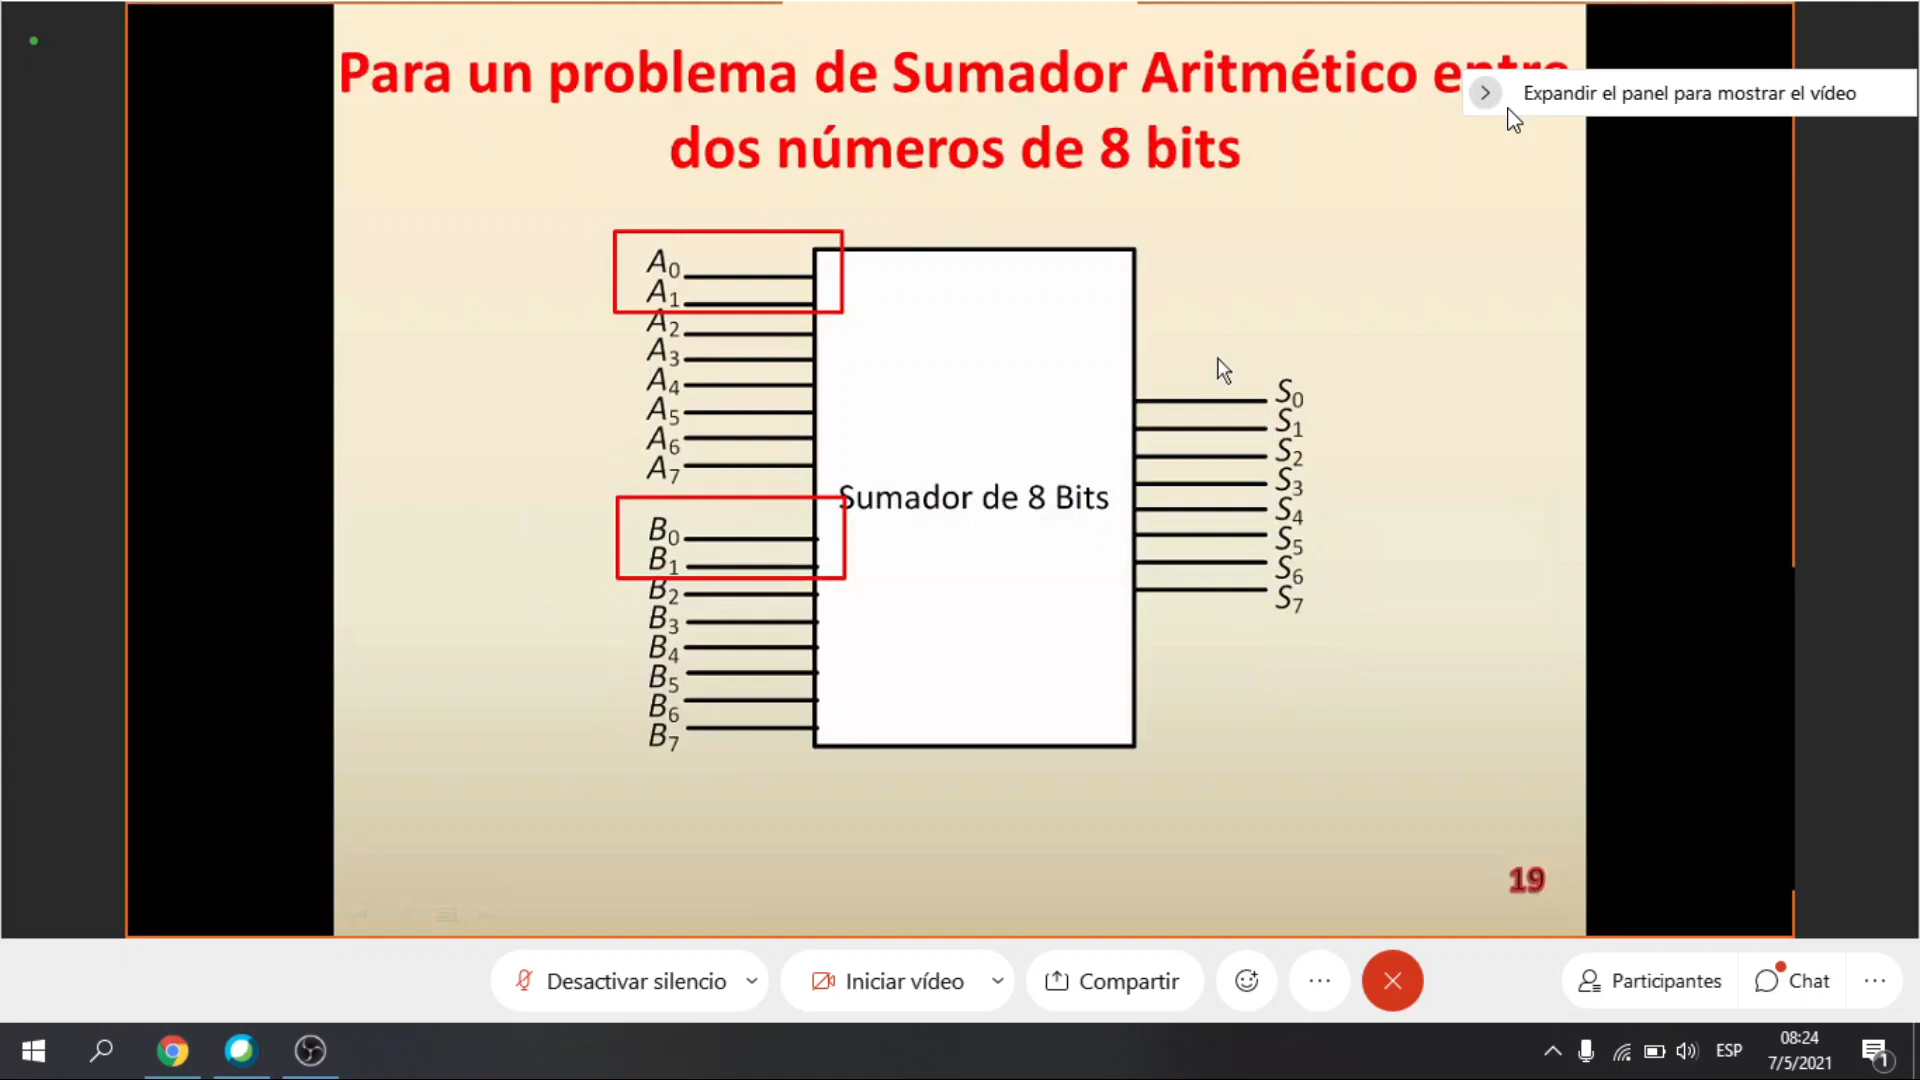 Para un problema de Sumador Aritmético entre
dos números de 8 bits
Expandir el panel para mostrar el vídeo
A0
A1
A2
A3
A4
A5
A6
A7
B0
B1
B2
B3
B4
B5
B6
B7
Sumador de 8 Bits
S0
S1
S2
S3
S4
S5
S6
S7
19
Desactivar silencio
Iniciar vídeo
Compartir
Participantes
Chat
ESP
08:24
7/5/2021
1